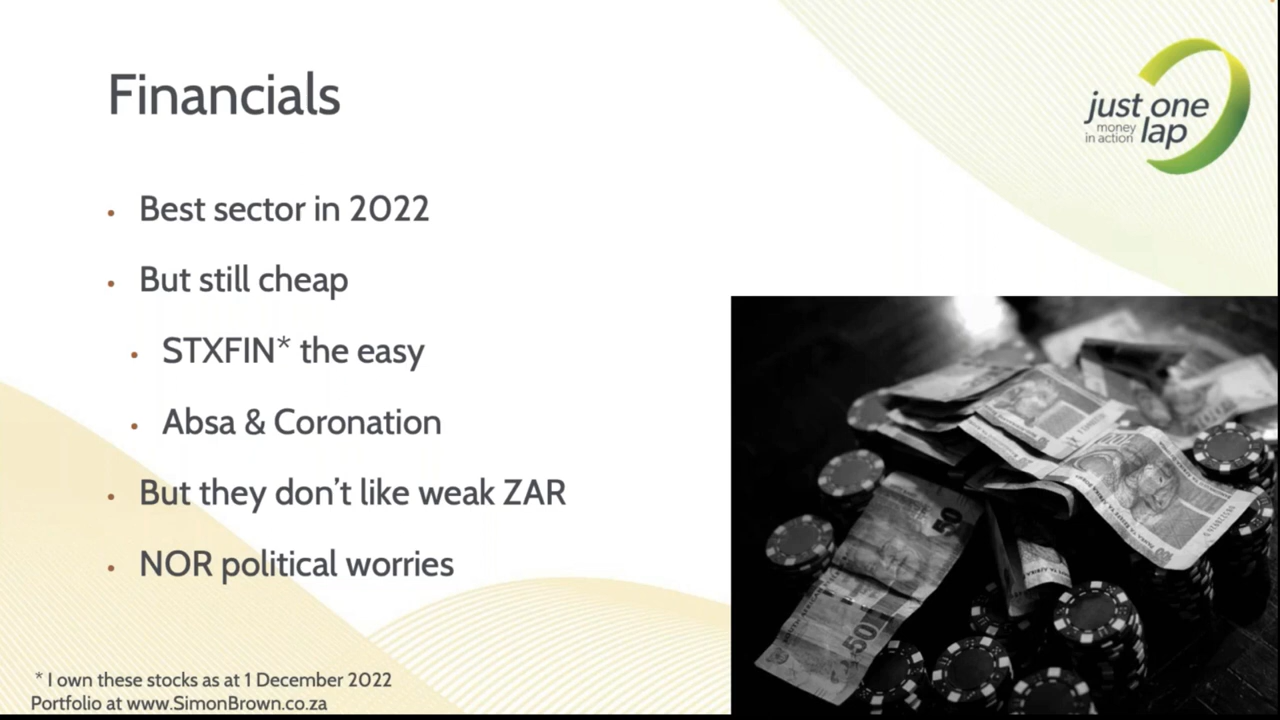 Financials
just one
money
in action lap
• Best sector in 2022
• But still cheap
• STXFIN* the easy
• Absa & Coronation
• But they don't like weak ZAR
• NOR political worries
50
50
* I own these stocks as at 1 December 2022
Portfolio at www.SimonBrown.co.za